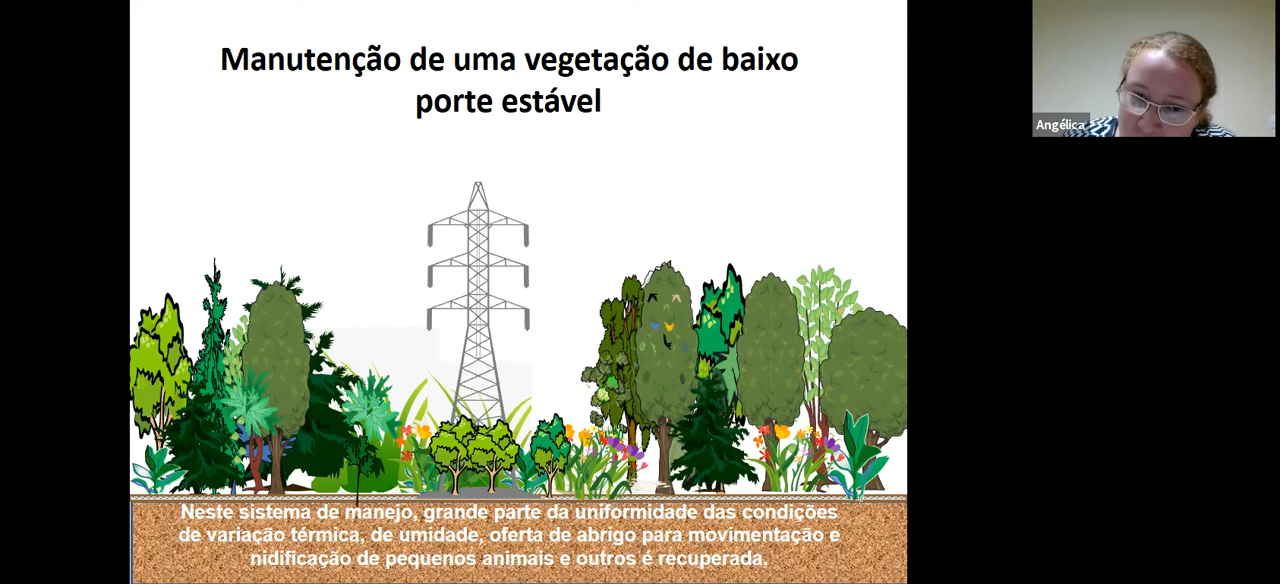 Manutenção de uma vegetação de baixo
porte estável
Angélica
Neste sistema de manejo, grande parte da uniformidade das condições
de variação térmica, de umidade, oferta de abrigo para movimentação e
nidificação de pequenos animais e outros é recuperada.